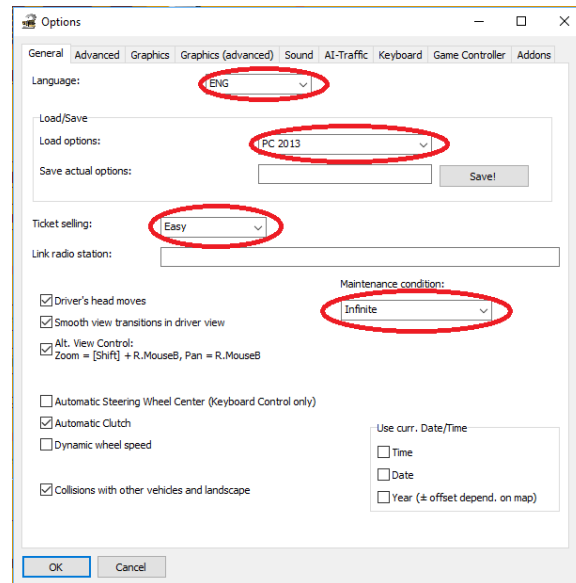 Options
General Advanced Graphics Graphics (advanced) Sound AI-Traffic Keyboard Game Controller Addons
Language:
ENG
Load/Save
Load options:
PC 2013
Save actual options:
Save!
Ticket selling:
Easy
Link radio station:
Maintenance condition:
Infinite
Driver's head moves
Smooth view transitions in driver view
Alt. View Control:
Zoom = [Shift] + R.MouseB, Pan = R.MouseB
Automatic Steering Wheel Center (Keyboard Control only)
Automatic Clutch
Dynamic wheel speed
Collisions with other vehicles and landscape
Use curr. Date/Time
Time
Date
Year (± offset depend. on map)
OK
Cancel